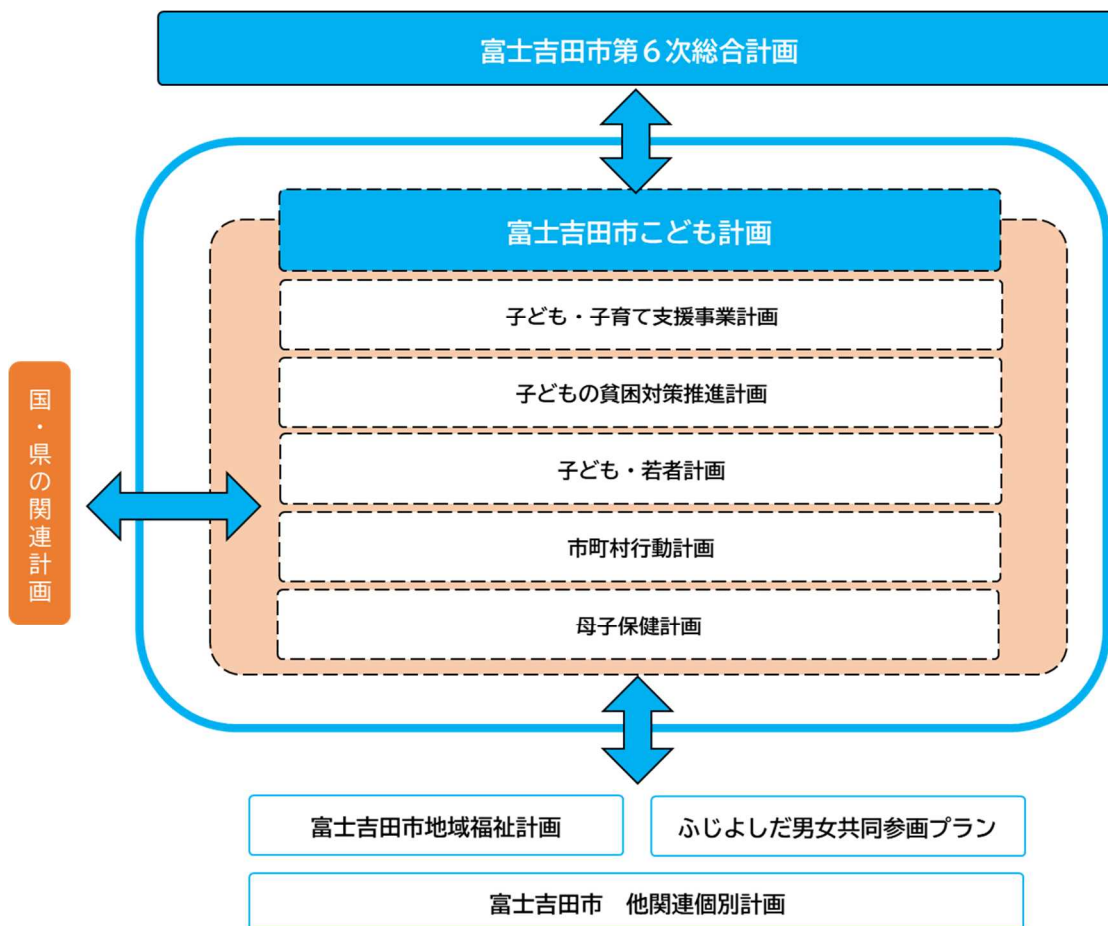 富士吉田市第６次総合計画
富士吉田市こども計画
子ども・子育て支援事業計画
子どもの貧困対策推進計画
子ども・若者計画
市町村行動計画
母子保健計画
国・県の関連計画
富士吉田市地域福祉計画
ふじよしだ男女共同参画プラン
富士吉田市　他関連個別計画